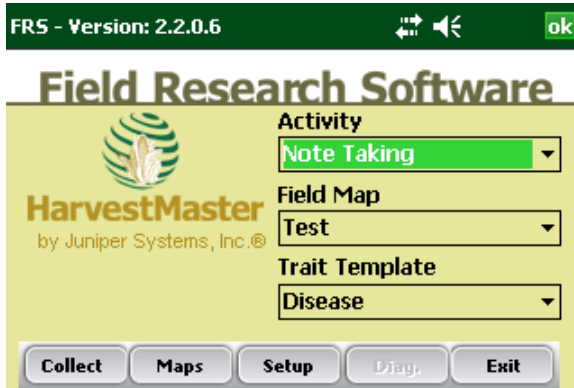 FRS - Version: 2.2.0.6 ok
Field Research Software
Activity
Note Taking
HarvestMaster
by Juniper Systems, Inc.®
Field Map
Test
Trait Template
Disease
Collect Maps Setup Diag. Exit